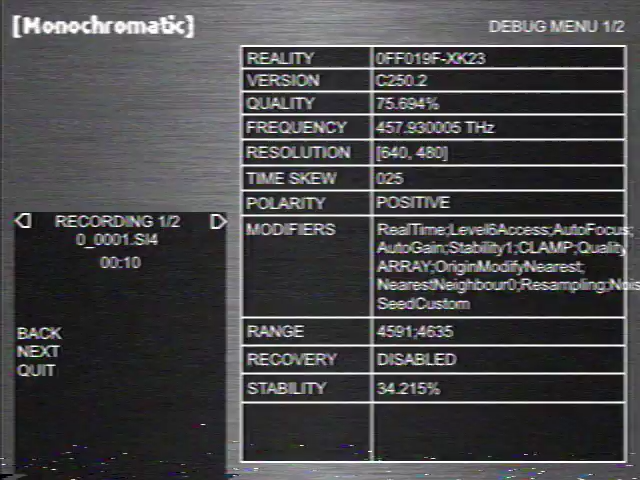 [Monochromatic]
DEBUG MENU 1/2
REALITY 0FF019F-XK23
VERSION C250.2
QUALITY 75.694%
FREQUENCY 457.930005 THz
RESOLUTION [640, 480]
TIME SKEW 025
POLARITY POSITIVE
MODIFIERS RealTime;Level6Access;AutoFocus;
AutoGain;Stability1;CLAMP;Quality
ARRAY;OriginModifyNearest;
NearestNeighbour0;Resampling;Nois
SeedCustom
RANGE 4591;4635
RECOVERY DISABLED
STABILITY 34.215%
RECORDING 1/2
0_0001.SI4
00:10
BACK
NEXT
QUIT